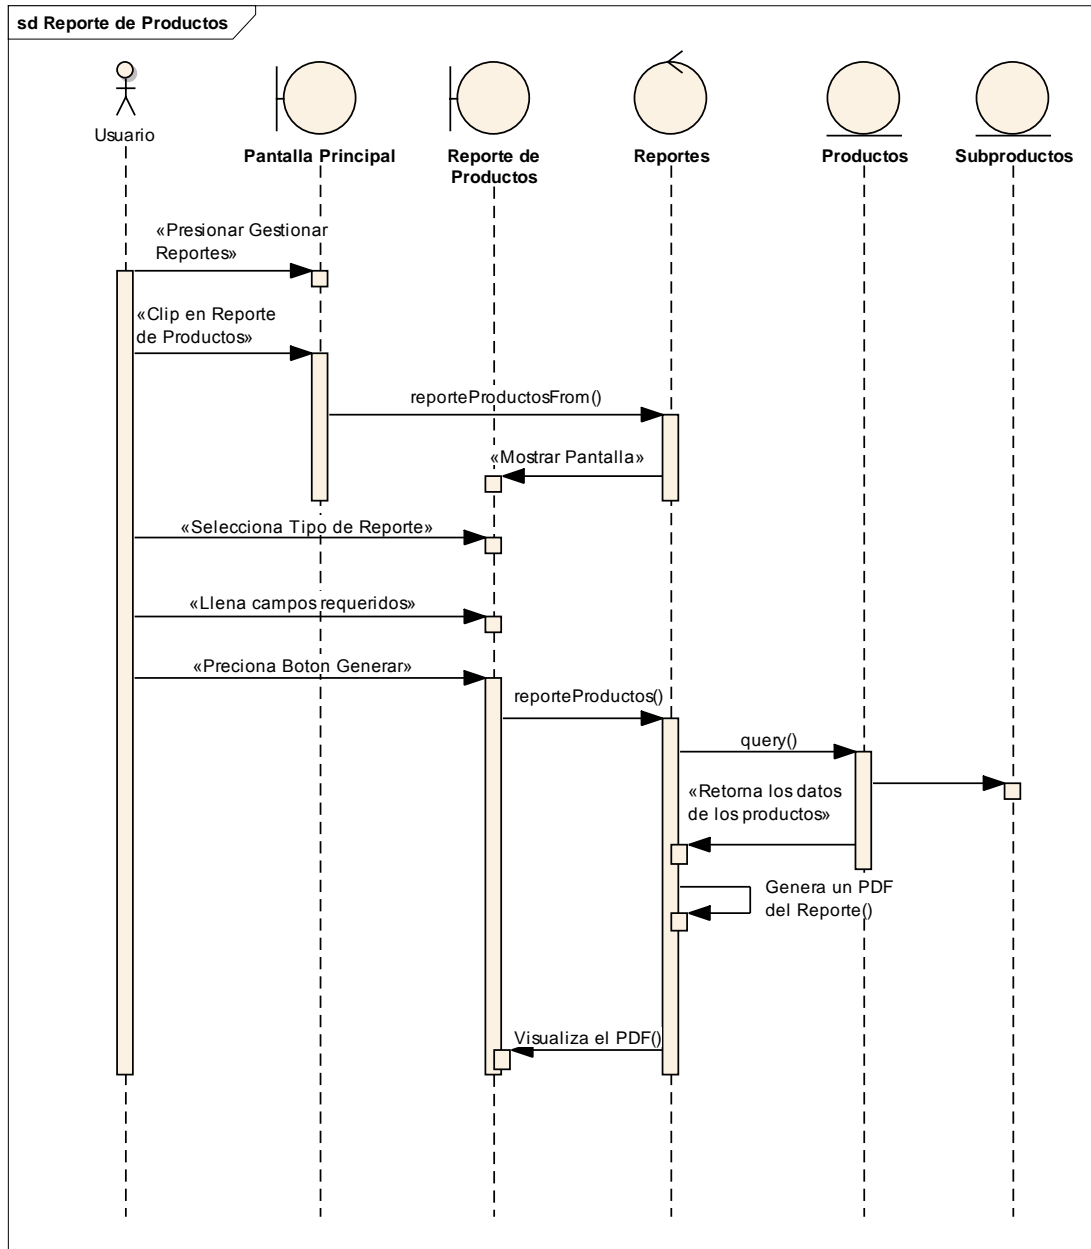 sd Reporte de Productos
Usuario
Pantalla Principal
Reporte de
Productos
Reportes
Productos
Subproductos
«Presionar Gestionar
Reportes»
«Clip en Reporte
de Productos»
reporteProductosFrom()
«Mostrar Pantalla»
«Selecciona Tipo de Reporte»
«Llena campos requeridos»
«Preciona Boton Generar»
reporteProductos()
query()
«Retorna los datos
de los productos»
Genera un PDF
del Reporte()
Visualiza el PDF()